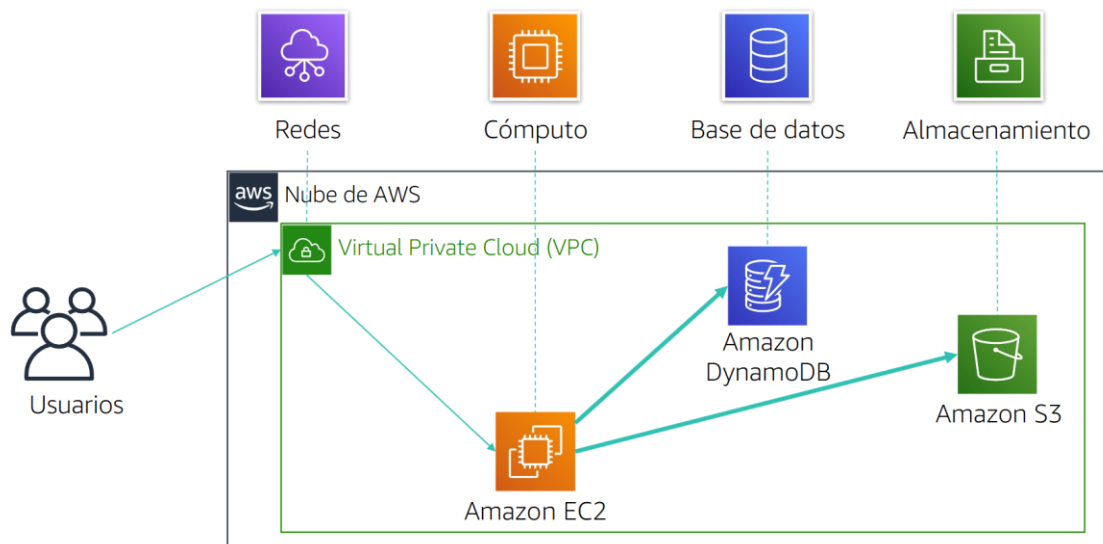 Redes
Cómputo
Base de datos
Almacenamiento
aws
Nube de AWS
Virtual Private Cloud (VPC)
Usuarios
Amazon
DynamoDB
Amazon S3
Amazon EC2